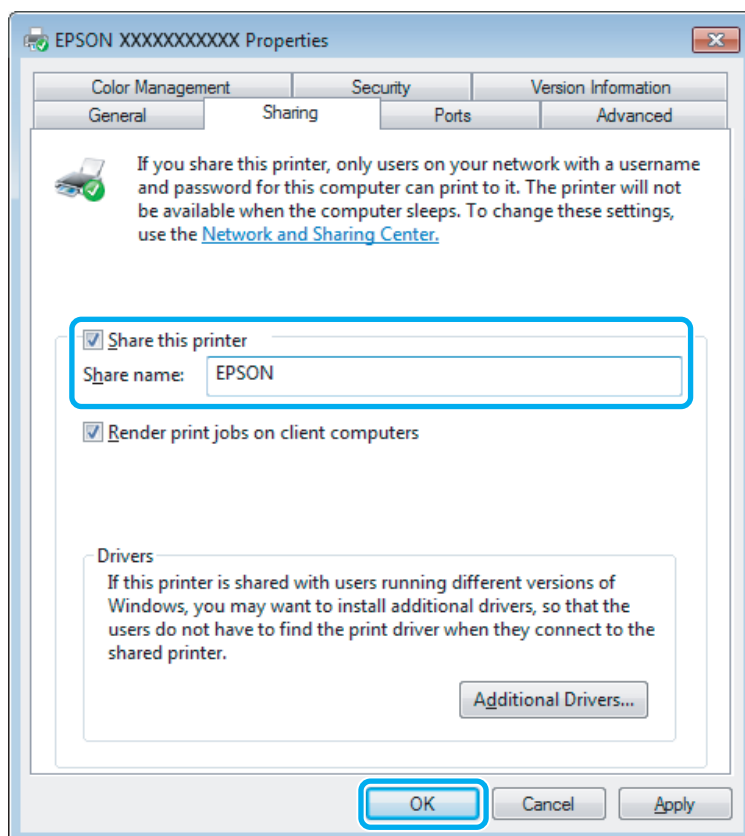 EPSON XXXXXXXXXXX Properties
Color Management Security Version Information
General Sharing Ports Advanced
If you share this printer, only users on your network with a username
and password for this computer can print to it. The printer will not
be available when the computer sleeps. To change these settings,
use the Network and Sharing Center.
Share this printer
Share name: EPSON
Render print jobs on client computers
Drivers
If this printer is shared with users running different versions of
Windows, you may want to install additional drivers, so that the
users do not have to find the print driver when they connect to the
shared printer.
Additional Drivers...
OK Cancel Apply